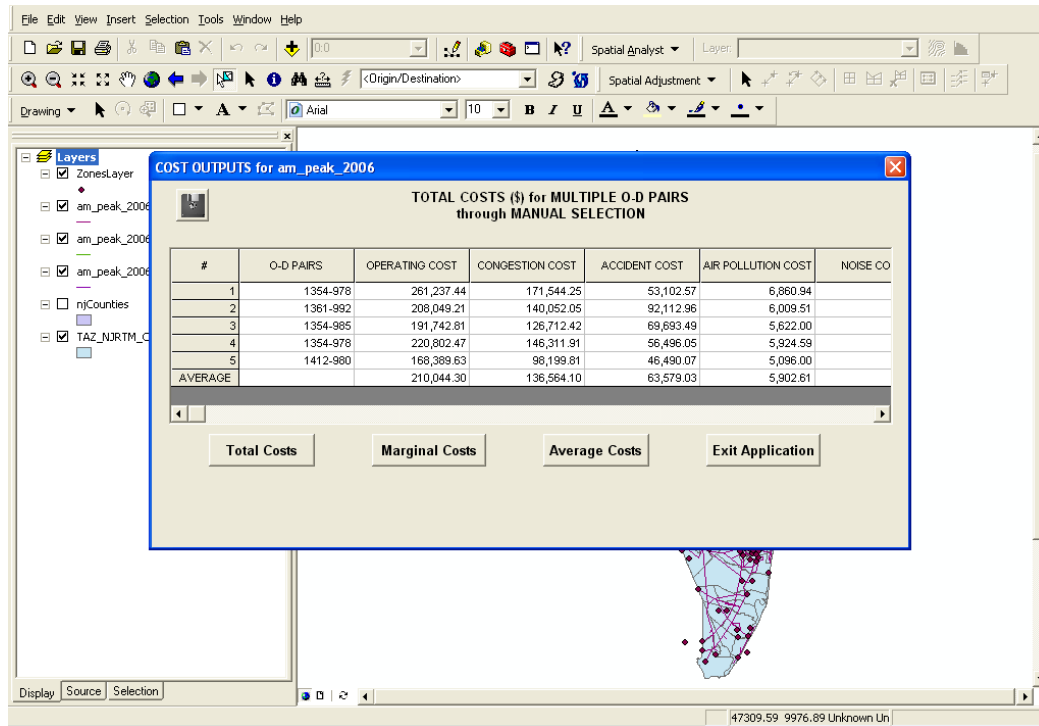 File Edit View Insert Selection Tools Window Help
0:0 Spatial Analyst Layer:
<Origin/Destination> Spatial Adjustment
Drawing A Arial 10 B I U A
Layers
ZonesLayer
am_peak_2006
am_peak_2006
am_peak_2006
njCounties
TAZ_NJRTM_C
COST OUTPUTS for am_peak_2006
TOTAL COSTS ($) for MULTIPLE O-D PAIRS
through MANUAL SELECTION
# O-D PAIRS OPERATING COST CONGESTION COST ACCIDENT COST AIR POLLUTION COST NOISE CO
1 1354-978 261,237.44 171,544.25 53,102.57 6,860.94
2 1361-992 208,049.21 140,052.05 92,112.96 6,009.51
3 1354-985 191,742.81 126,712.42 69,693.49 5,622.00
4 1354-978 220,802.47 146,311.91 56,496.05 5,924.59
5 1412-980 168,389.63 98,199.81 46,490.07 5,096.00
AVERAGE 210,044.30 136,564.10 63,579.03 5,902.61
Total Costs Marginal Costs Average Costs Exit Application
Display Source Selection
47309.59 9976.89 Unknown Un